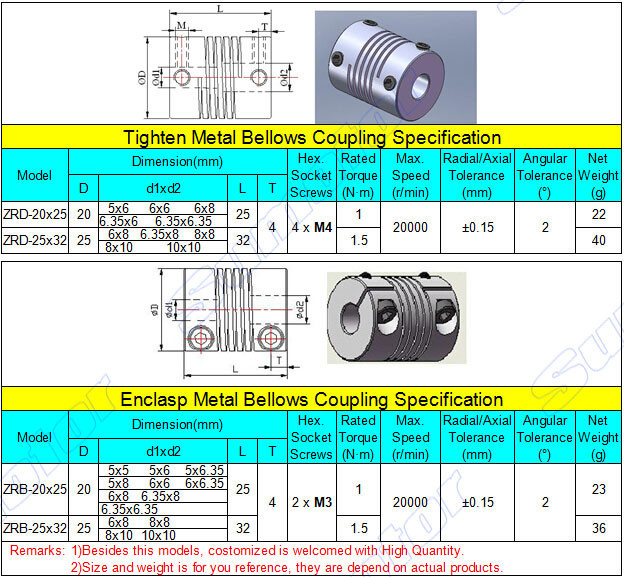 L
M
T
OD
Ød1
Ød2
Tighten Metal Bellows Coupling Specification
Model Dimension(mm) Hex. Socket Screws Rated Torque (N·m) Max. Speed (r/min) Radial/Axial Tolerance (mm) Angular Tolerance (°) Net Weight (g)
D d1xd2 L T
ZRD-20x25 20 5x6 6x6 6x8 25 4 4 x M4 1 20000 ±0.15 2 22
6.35x6 6.35x6.35
ZRD-25x32 25 6x8 6.35x8 8x8 32 1.5 40
8x10 10x10
ØD
Ød1
Ød2
T
L
Enclasp Metal Bellows Coupling Specification
Model Dimension(mm) Hex. Socket Screws Rated Torque (N·m) Max. Speed (r/min) Radial/Axial Tolerance (mm) Angular Tolerance (°) Net Weight (g)
D d1xd2 L T
ZRB-20x25 20 5x5 5x6 5x6.35 25 4 2 x M3 1 20000 ±0.15 2 23
5x8 6x6 6x6.35
6x8 6.35x8
6.35x6.35
ZRB-25x32 25 6x8 8x8 32 1.5 36
8x10 10x10
Remarks: 1)Besides this models, costomized is welcomed with High Quantity.
2)Size and weight is for you reference, they are depend on actual products.